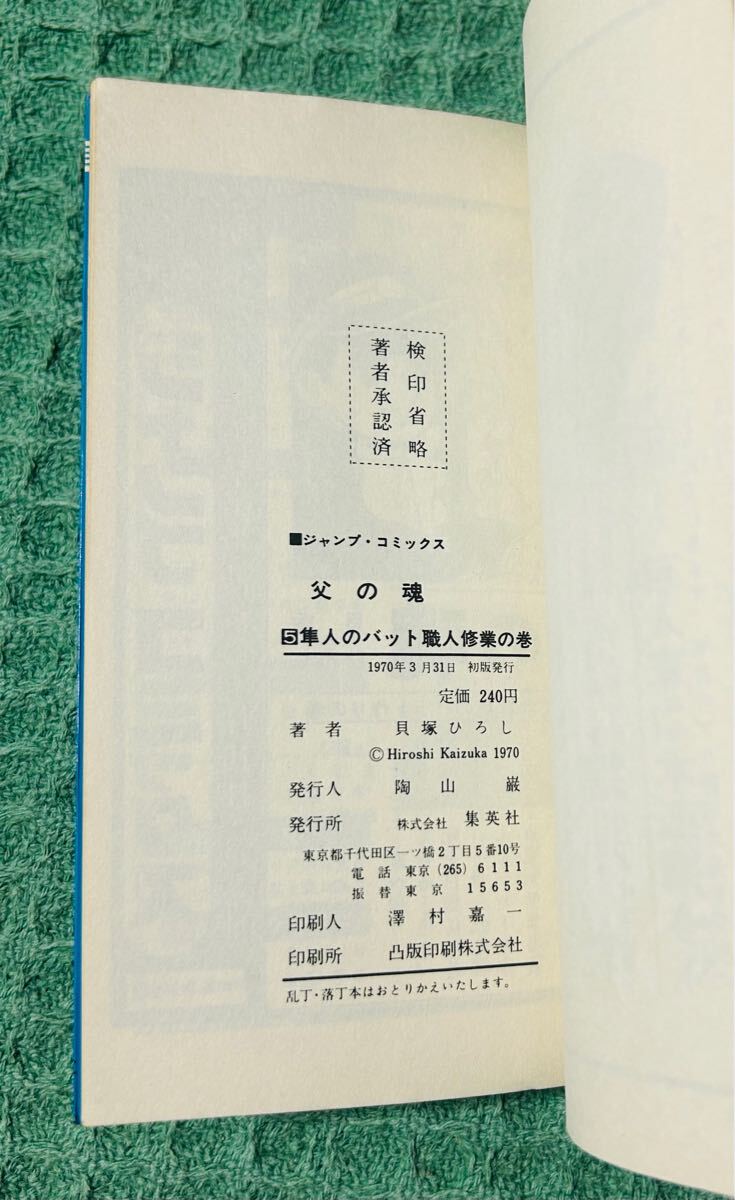 検印省略
著者承認済
■ジャンプ・コミックス
父の魂
5隼人のバット職人修業の巻
1970年3月31日 初版発行
定価 240円
著者 貝塚ひろし
©Hiroshi Kaizuka 1970
発行人 陶山巌
発行所 株式会社 集英社
東京都千代田区一ツ橋2丁目5番10号
電話 東京(265)6111
振替東京 15653
印刷人 澤村嘉一
印刷所 凸版印刷株式会社
乱丁・落丁本はおとりかえいたします。